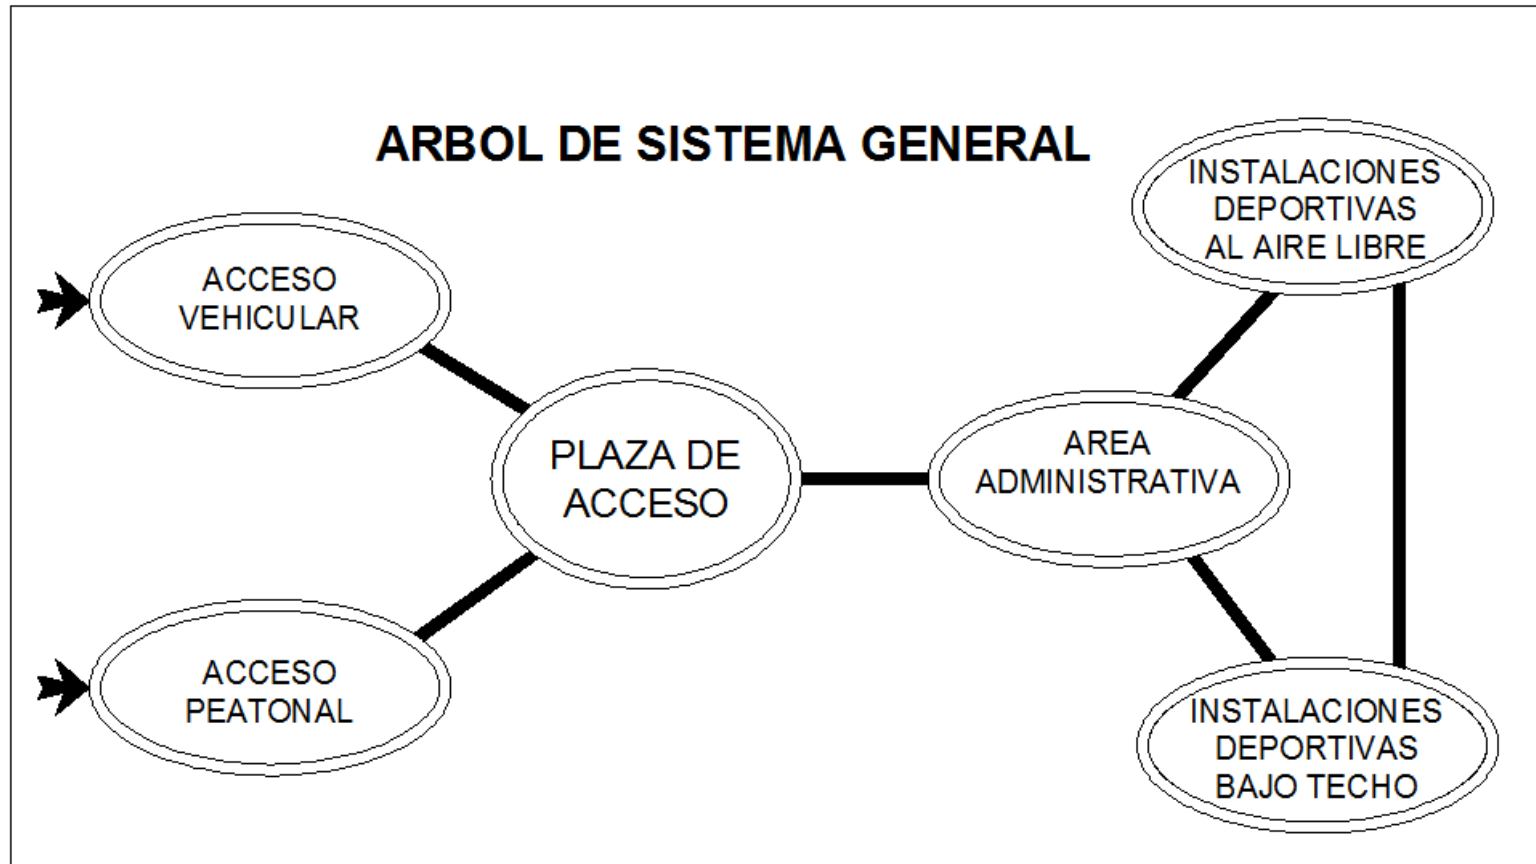 ARBOL DE SISTEMA GENERAL
INSTALACIONES
DEPORTIVAS
AL AIRE LIBRE
ACCESO
VEHICULAR
PLAZA DE
ACCESO
AREA
ADMINISTRATIVA
ACCESO
PEATONAL
INSTALACIONES
DEPORTIVAS
BAJO TECHO